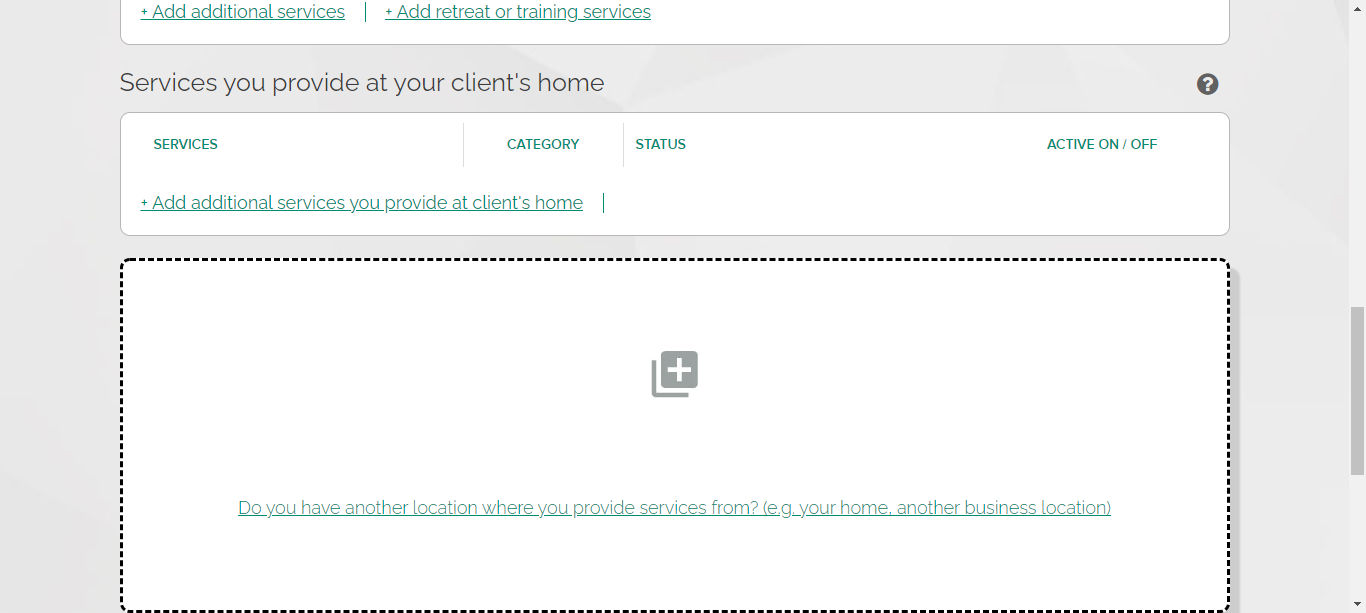 + Add additional services | + Add retreat or training services
Services you provide at your client's home ?
SERVICES CATEGORY STATUS ACTIVE ON / OFF
+ Add additional services you provide at client's home |
Do you have another location where you provide services from? (e.g. your home, another business location)